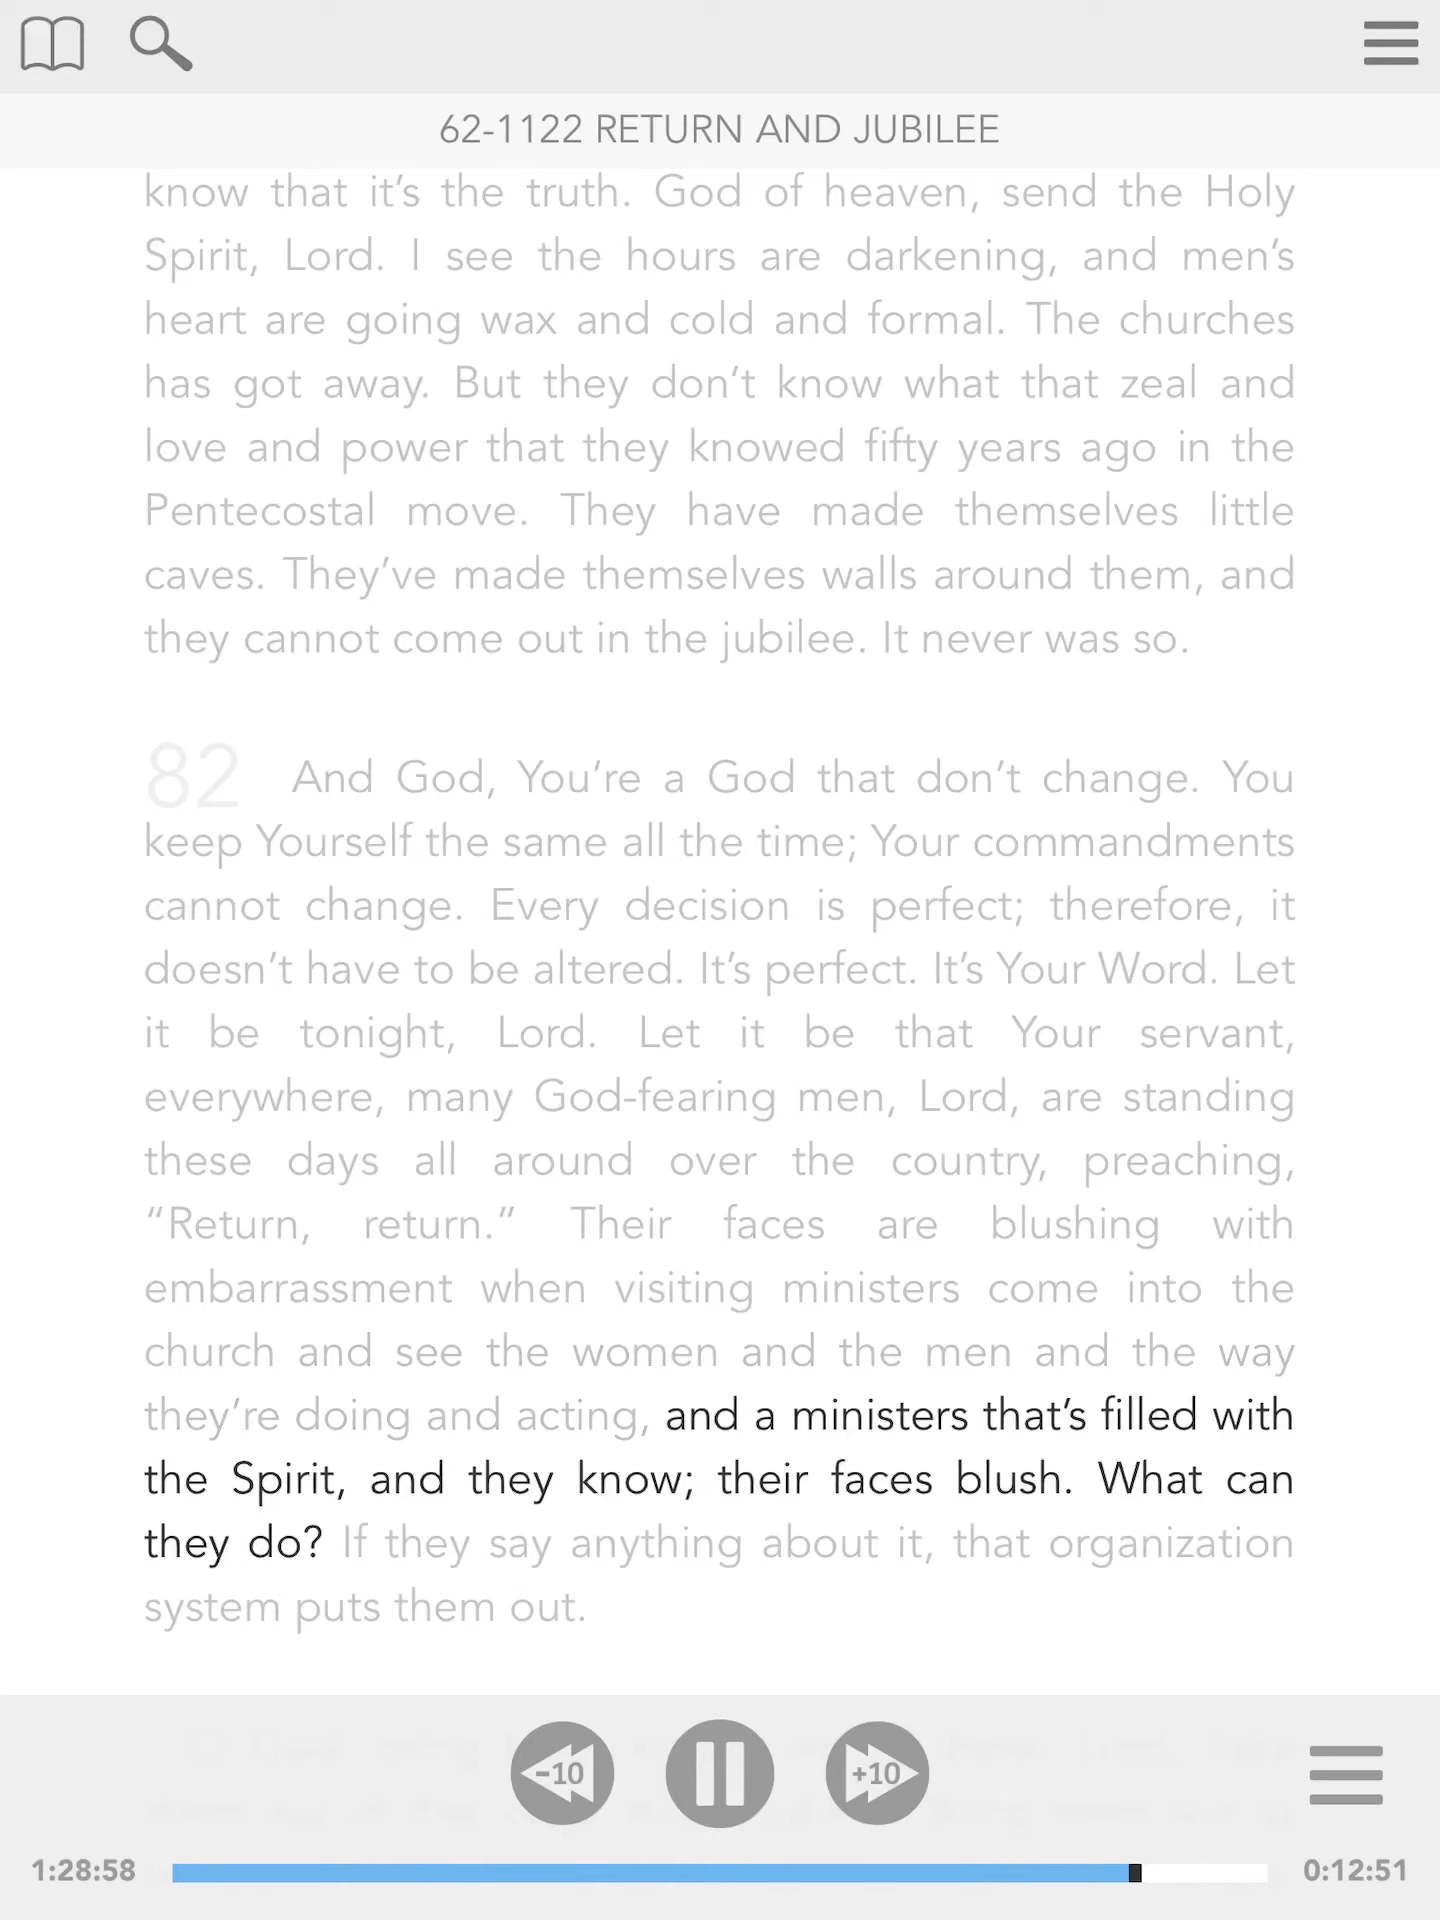 62-1122 RETURN AND JUBILEE
know that it’s the truth. God of heaven, send the Holy
Spirit, Lord. I see the hours are darkening, and men’s
heart are going wax and cold and formal. The churches
has got away. But they don’t know what that zeal and
love and power that they knowed fifty years ago in the
Pentecostal move. They have made themselves little
caves. They’ve made themselves walls around them, and
they cannot come out in the jubilee. It never was so.
82 And God, You’re a God that don’t change. You
keep Yourself the same all the time; Your commandments
cannot change. Every decision is perfect; therefore, it
doesn’t have to be altered. It’s perfect. It’s Your Word. Let
it be tonight, Lord. Let it be that Your servant,
everywhere, many God-fearing men, Lord, are standing
these days all around over the country, preaching,
“Return, return.” Their faces are blushing with
embarrassment when visiting ministers come into the
church and see the women and the men and the way
they’re doing and acting, and a ministers that’s filled with
the Spirit, and they know; their faces blush. What can
they do? If they say anything about it, that organization
system puts them out.
-10 +10
1:28:58 0:12:51